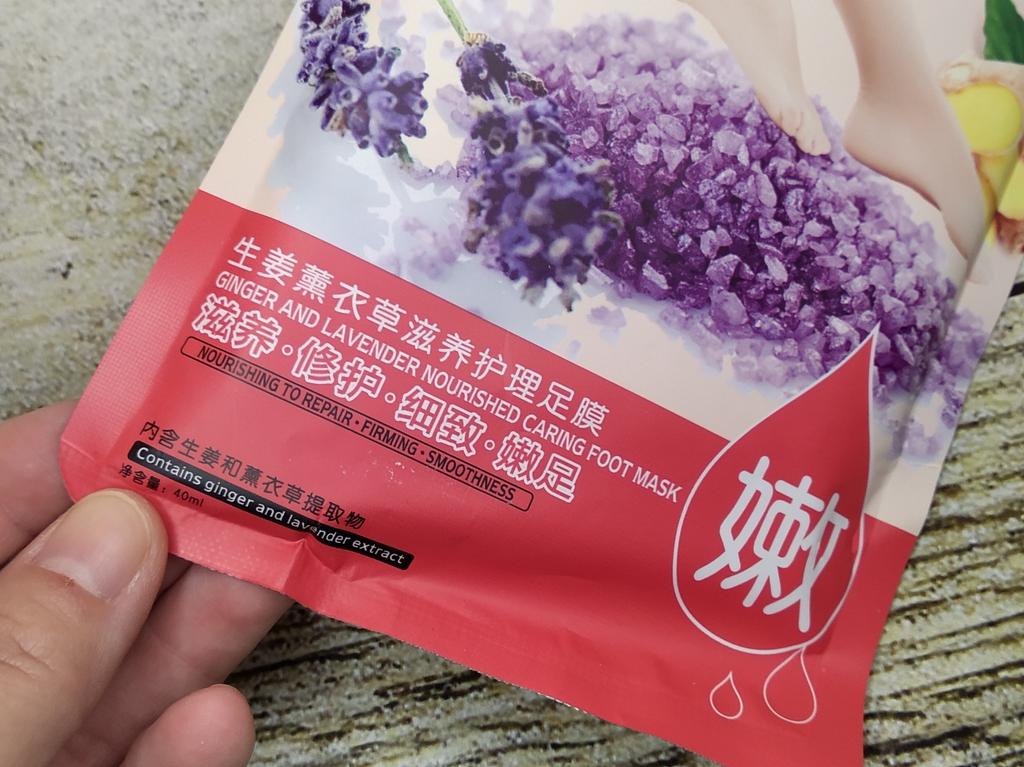 生姜薰衣草滋养护理足膜
GINGER AND LAVENDER NOURISHED CARING FOOT MASK
滋养·修护·细致·嫩足
NOURISHING TO REPAIR·FIRMING·SMOOTHNESS
内含生姜和薰衣草提取物
Contains ginger and lavender extract
净含量：40ml
嫩